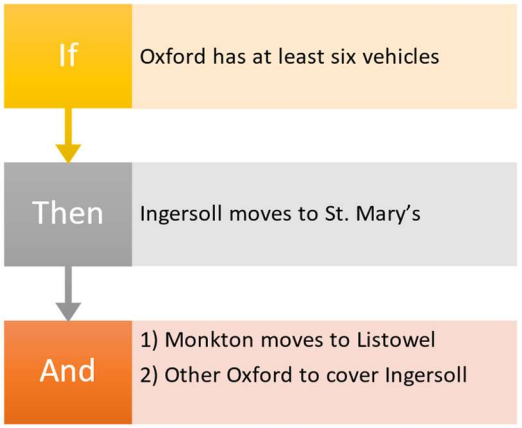 If
Oxford has at least six vehicles
Then
Ingersoll moves to St. Mary’s
And
1) Monkton moves to Listowel
2) Other Oxford to cover Ingersoll